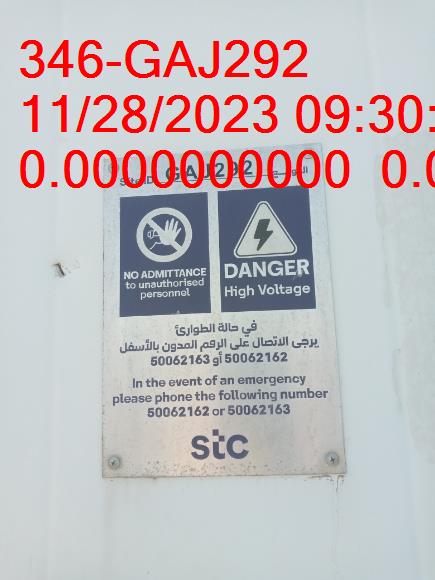 346-GAJ292
11/28/2023 09:30:
0.0000000000 0.0
Site ID GAJ292
NO ADMITTANCE
to unauthorised
personnel
DANGER
High Voltage
في حالة الطوارئ
يرجى الاتصال على الرقم المدون بالأسفل
50062163 أو 50062162
In the event of an emergency
please phone the following number
50062162 or 50062163
stc